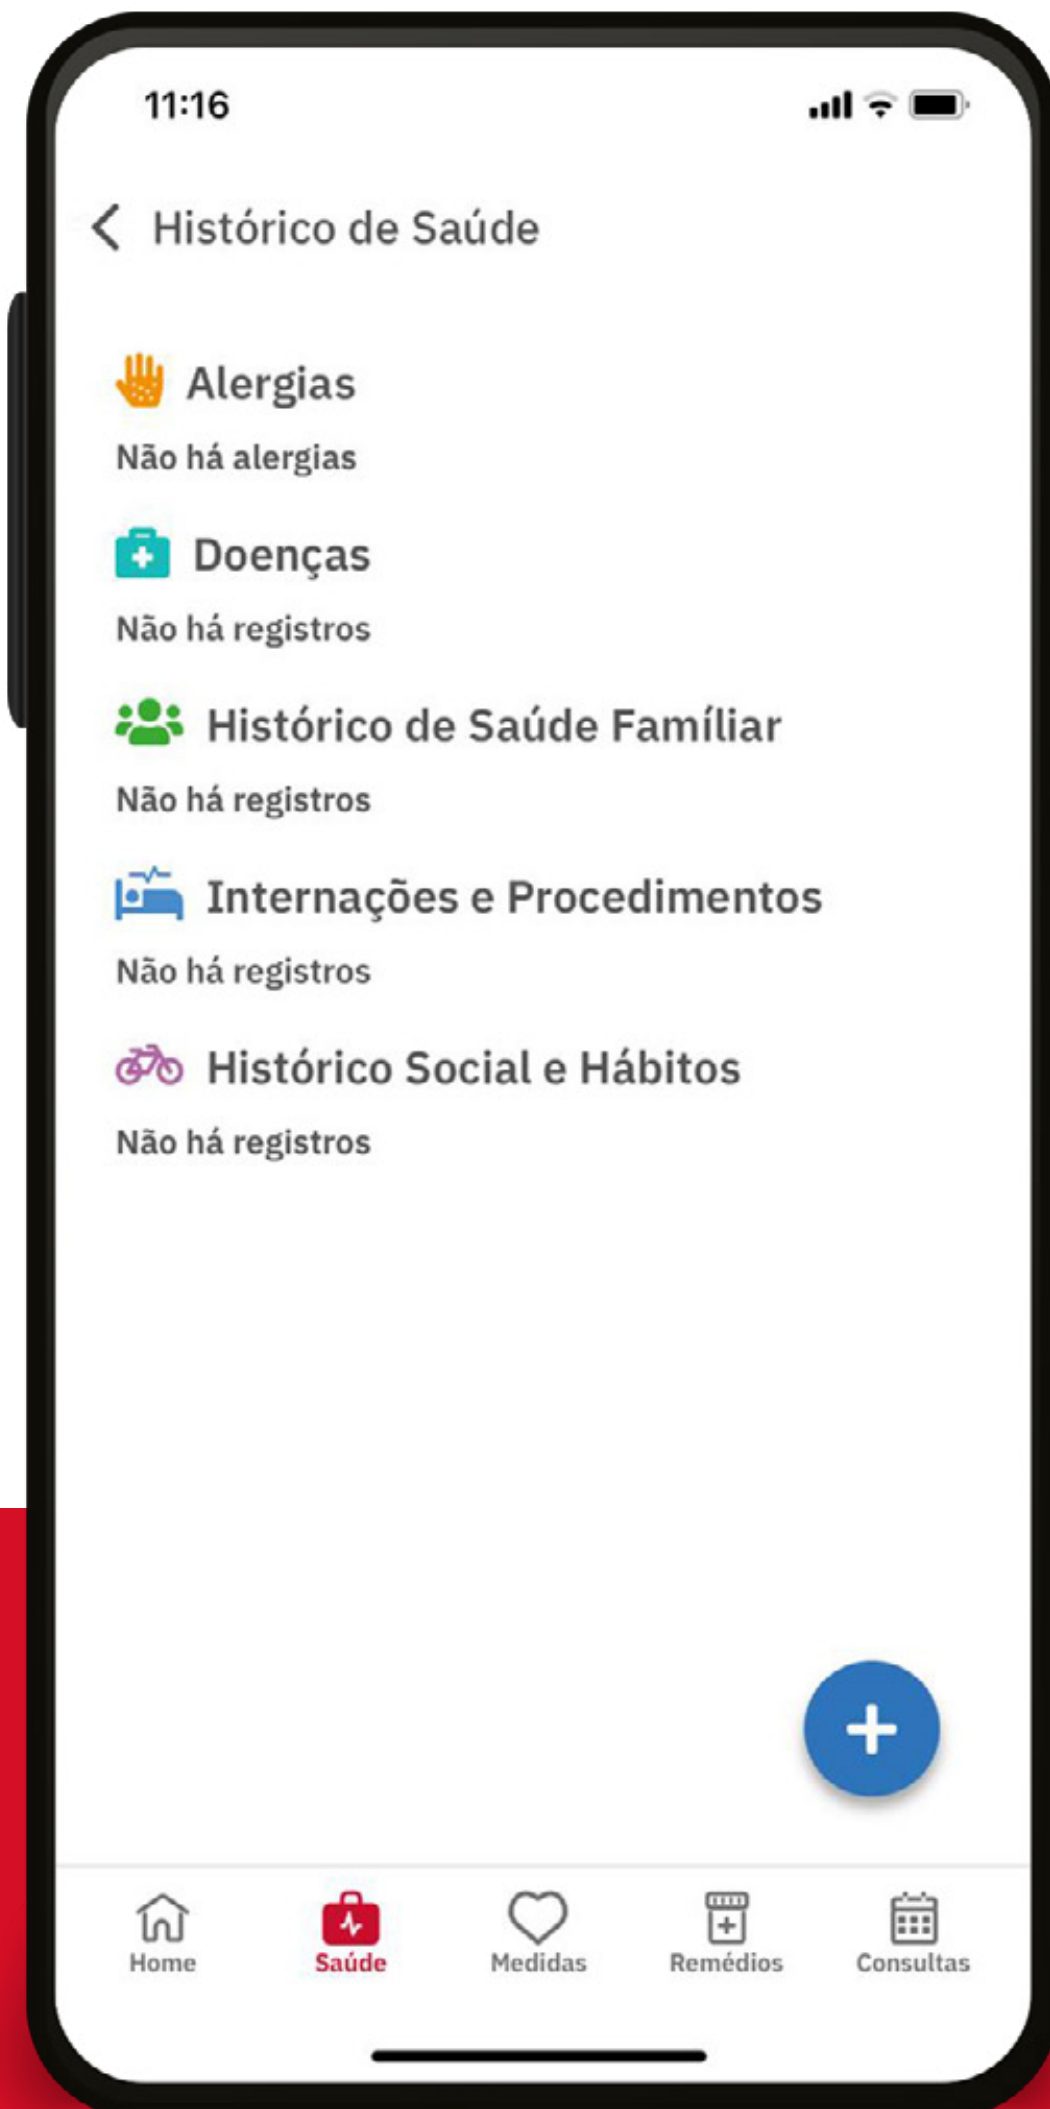 11:16
Histórico de Saúde
Alergias
Não há alergias
Doenças
Não há registros
Histórico de Saúde Famíliar
Não há registros
Internações e Procedimentos
Não há registros
Histórico Social e Hábitos
Não há registros
Home Saúde Medidas Remédios Consultas